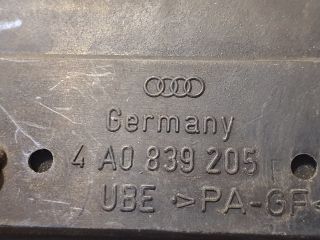 Germany
4 A0 839 205
UBE >PA-GF<